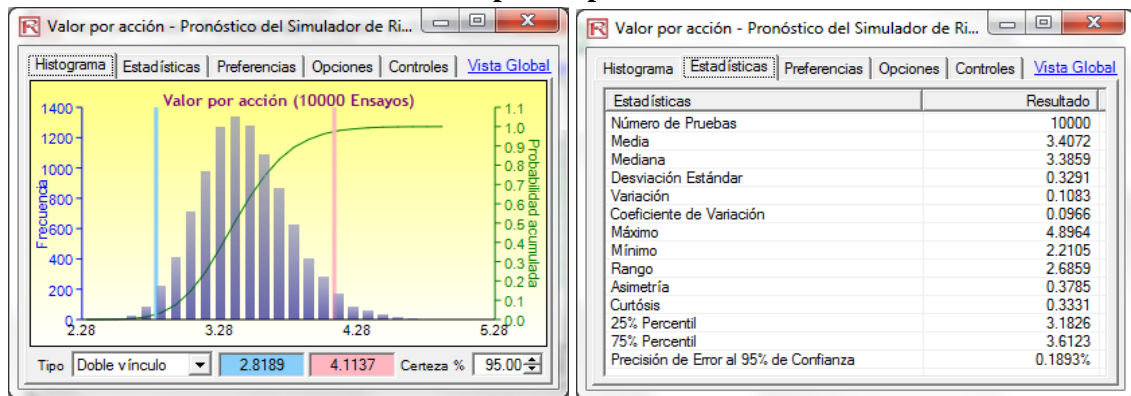 Valor por acción - Pronóstico del Simulador de Ri...
Histograma Estadísticas Preferencias Opciones Controles Vista Global
Valor por acción (10000 Ensayos)
Frecuencia
1400
1200
1000
800
600
400
200
0
2.28 3.28 4.28 5.28
1.1
1.0
0.9
0.8
0.7
0.6
0.5
0.4
0.3
0.2
0.1
0.0
Probabilidad acumulada
Tipo Doble vínculo 2.8189 4.1137 Certeza % 95.00
Valor por acción - Pronóstico del Simulador de Ri...
Histograma Estadísticas Preferencias Opciones Controles Vista Global
Estadísticas Resultado
Número de Pruebas 10000
Media 3.4072
Mediana 3.3859
Desviación Estándar 0.3291
Variación 0.1083
Coeficiente de Variación 0.0966
Máximo 4.8964
Mínimo 2.2105
Rango 2.6859
Asimetría 0.3785
Curtósis 0.3331
25% Percentil 3.1826
75% Percentil 3.6123
Precisión de Error al 95% de Confianza 0.1893%